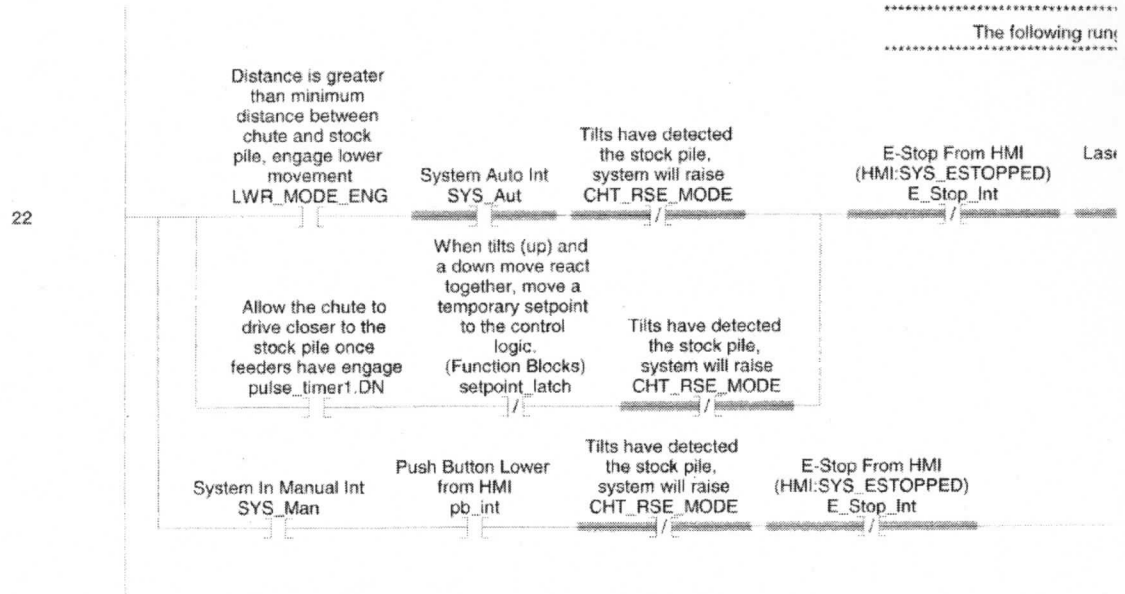 ********************************
The following
********************************
Distance is greater
than minimum
distance between
chute and stock
pile, engage lower
movement
LWR_MODE_ENG
System Auto Int
SYS_Aut
Tilts have detected
the stock pile,
system will raise
CHT_RSE_MODE
E-Stop From HMI
(HMI:SYS_ESTOPPED)
E_Stop_Int
22
Allow the chute to
drive closer to the
stock pile once
feeders have engage
pulse_timer1.DN
When tilts (up) and
a down move react
together, move a
temporary setpoint
to the control
logic.
(Function Blocks)
setpoint_latch
Tilts have detected
the stock pile,
system will raise
CHT_RSE_MODE
System In Manual Int
SYS_Man
Push Button Lower
from HMI
pb_int
Tilts have detected
the stock pile,
system will raise
CHT_RSE_MODE
E-Stop From HMI
(HMI:SYS_ESTOPPED)
E_Stop_Int